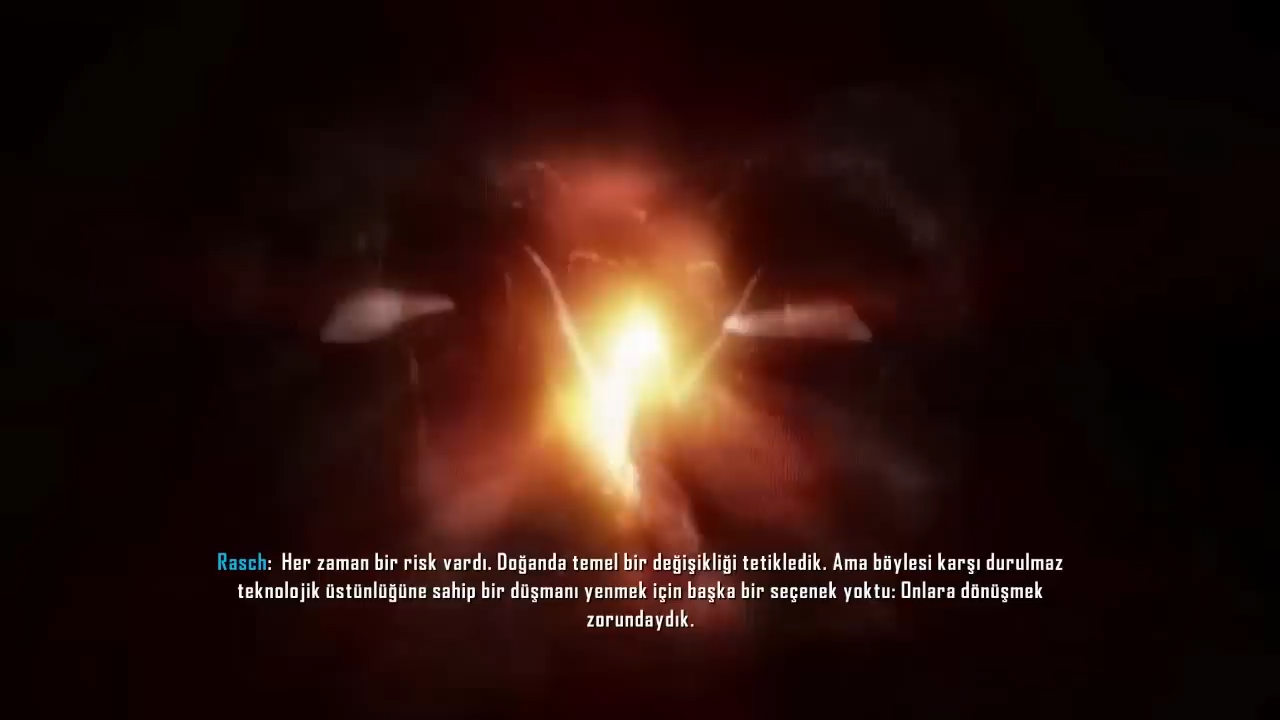 Rasch: Her zaman bir risk vardı. Doğanda temel bir değişikliği tetikledik. Ama böylesi karşı durulmaz
teknolojik üstünlüğüne sahip bir düşmanı yenmek için başka bir seçenek yoktu: Onlara dönüşmek
zorundaydık.